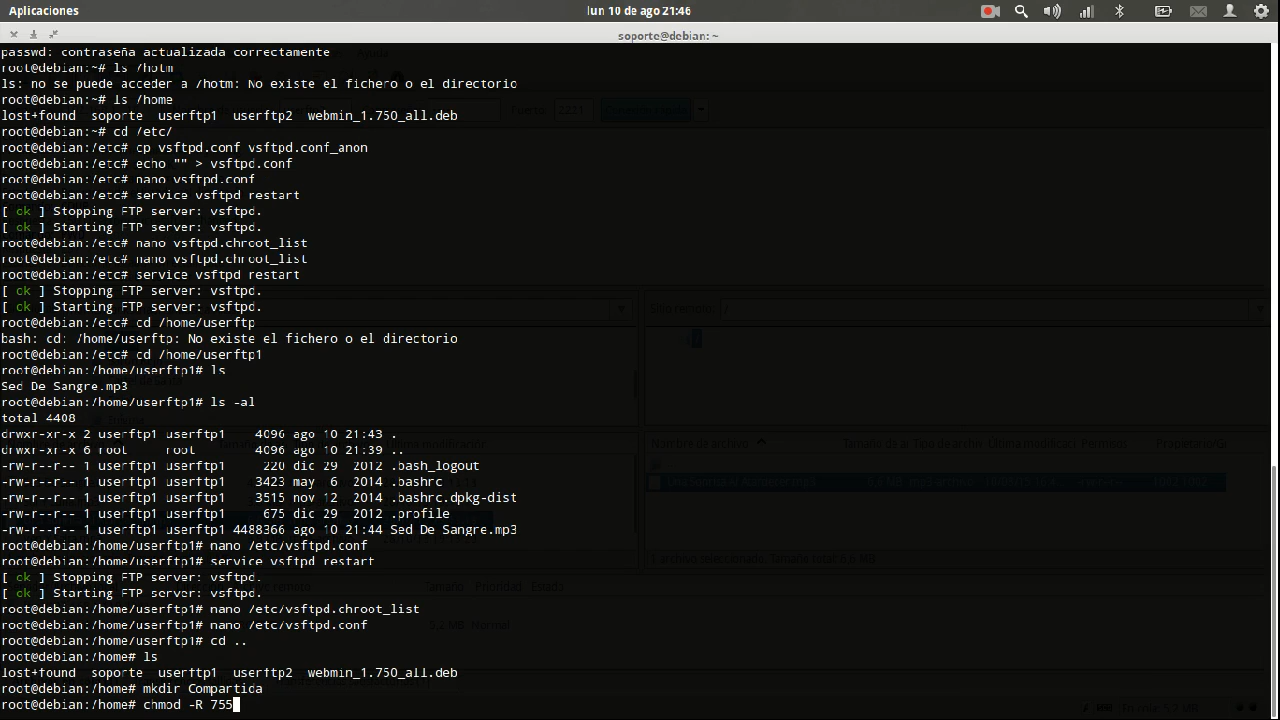 Aplicaciones
lun 10 de ago 21:46
soporte@debian: ~
passwd: contraseña actualizada correctamente
root@debian:~# ls /hotm
ls: no se puede acceder a /hotm: No existe el fichero o el directorio
root@debian:~# ls /home
lost+found  soporte  userftp1  userftp2  webmin_1.750_all.deb
root@debian:~# cd /etc/
root@debian:/etc# cp vsftpd.conf vsftpd.conf_anon
root@debian:/etc# echo "" > vsftpd.conf
root@debian:/etc# nano vsftpd.conf
root@debian:/etc# service vsftpd restart
[ ok ] Stopping FTP server: vsftpd.
[ ok ] Starting FTP server: vsftpd.
root@debian:/etc# nano vsftpd.chroot_list
root@debian:/etc# nano vsftpd.chroot_list
root@debian:/etc# service vsftpd restart
[ ok ] Stopping FTP server: vsftpd.
[ ok ] Starting FTP server: vsftpd.
root@debian:/etc# cd /home/userftp
bash: cd: /home/userftp: No existe el fichero o el directorio
root@debian:/etc# cd /home/userftp1
root@debian:/home/userftp1# ls
Sed De Sangre.mp3
root@debian:/home/userftp1# ls -al
total 4408
drwxr-xr-x 2 userftp1 userftp1    4096 ago 10 21:43 .
drwxr-xr-x 6 root     root        4096 ago 10 21:39 ..
-rw-r--r-- 1 userftp1 userftp1     220 dic 29  2012 .bash_logout
-rw-r--r-- 1 userftp1 userftp1    3423 may  6  2014 .bashrc
-rw-r--r-- 1 userftp1 userftp1    3515 nov 12  2014 .bashrc.dpkg-dist
-rw-r--r-- 1 userftp1 userftp1     675 dic 29  2012 .profile
-rw-r--r-- 1 userftp1 userftp1 4488366 ago 10 21:44 Sed De Sangre.mp3
root@debian:/home/userftp1# nano /etc/vsftpd.conf
root@debian:/home/userftp1# service vsftpd restart
[ ok ] Stopping FTP server: vsftpd.
[ ok ] Starting FTP server: vsftpd.
root@debian:/home/userftp1# nano /etc/vsftpd.chroot_list
root@debian:/home/userftp1# nano /etc/vsftpd.conf
root@debian:/home/userftp1# cd ..
root@debian:/home# ls
lost+found  soporte  userftp1  userftp2  webmin_1.750_all.deb
root@debian:/home# mkdir Compartida
root@debian:/home# chmod -R 755